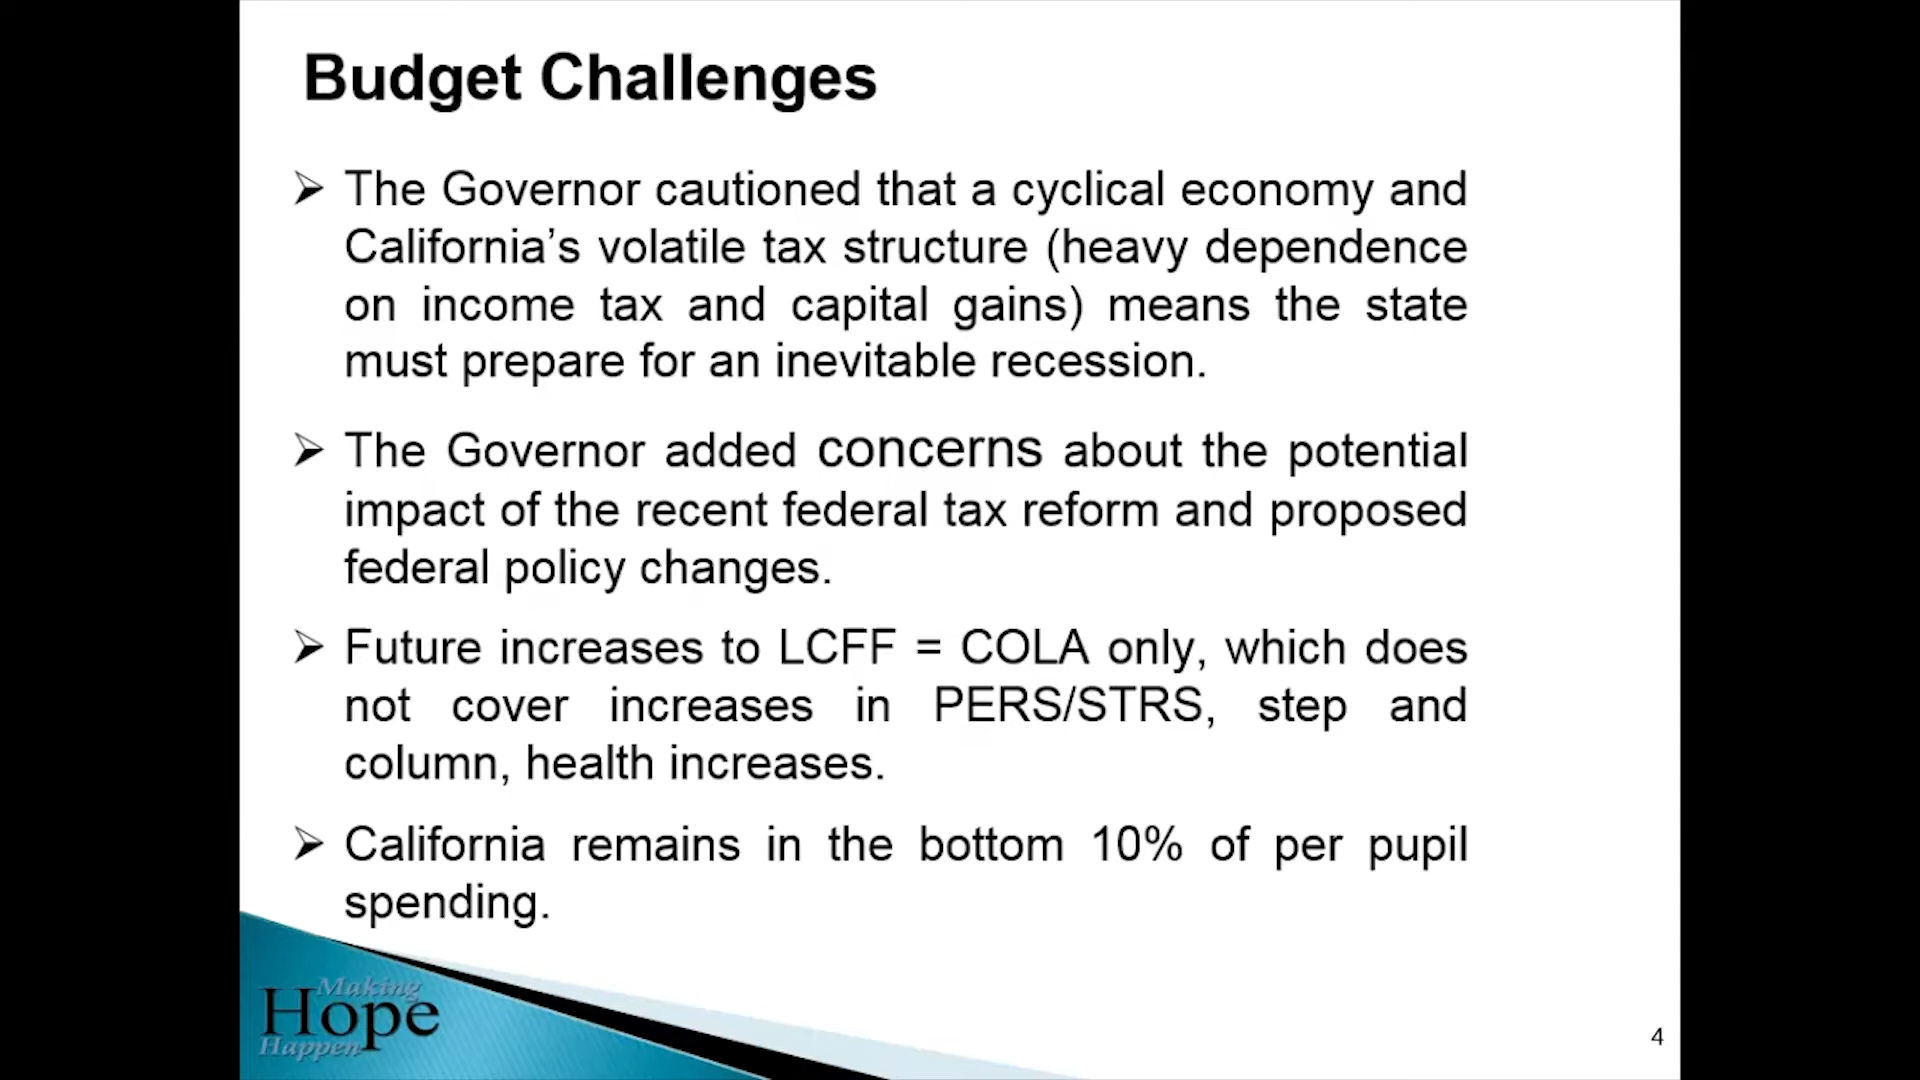 Budget Challenges
➢ The Governor cautioned that a cyclical economy and
California’s volatile tax structure (heavy dependence
on income tax and capital gains) means the state
must prepare for an inevitable recession.
➢ The Governor added concerns about the potential
impact of the recent federal tax reform and proposed
federal policy changes.
➢ Future increases to LCFF = COLA only, which does
not cover increases in PERS/STRS, step and
column, health increases.
➢ California remains in the bottom 10% of per pupil
spending.
Making
Hope
Happen
4